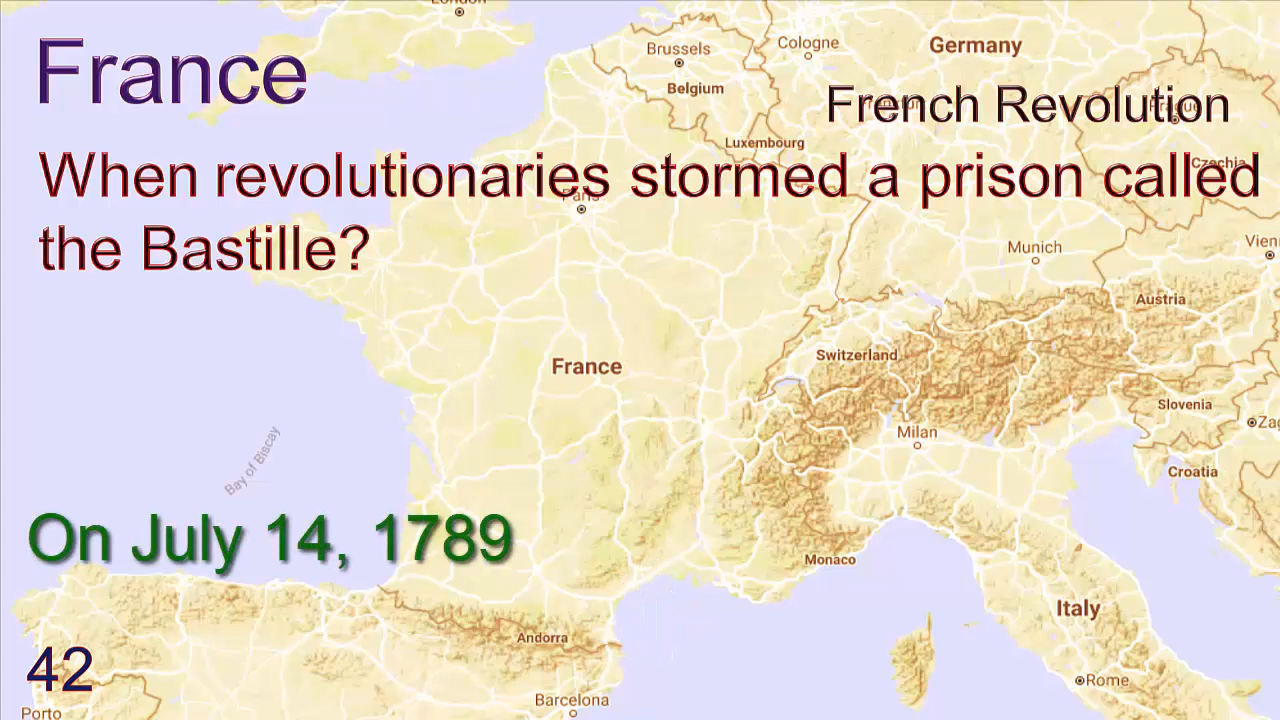 London
France
Brussels
Cologne
Germany
Belgium
French Revolution
Prague
Luxembourg
When revolutionaries stormed a prison called
Czechia
Paris
the Bastille?
Munich
Austria
Switzerland
France
Slovenia
Milan
Bay of Biscay
Croatia
On July 14, 1789
Monaco
Italy
Andorra
42
Rome
Barcelona
Porto